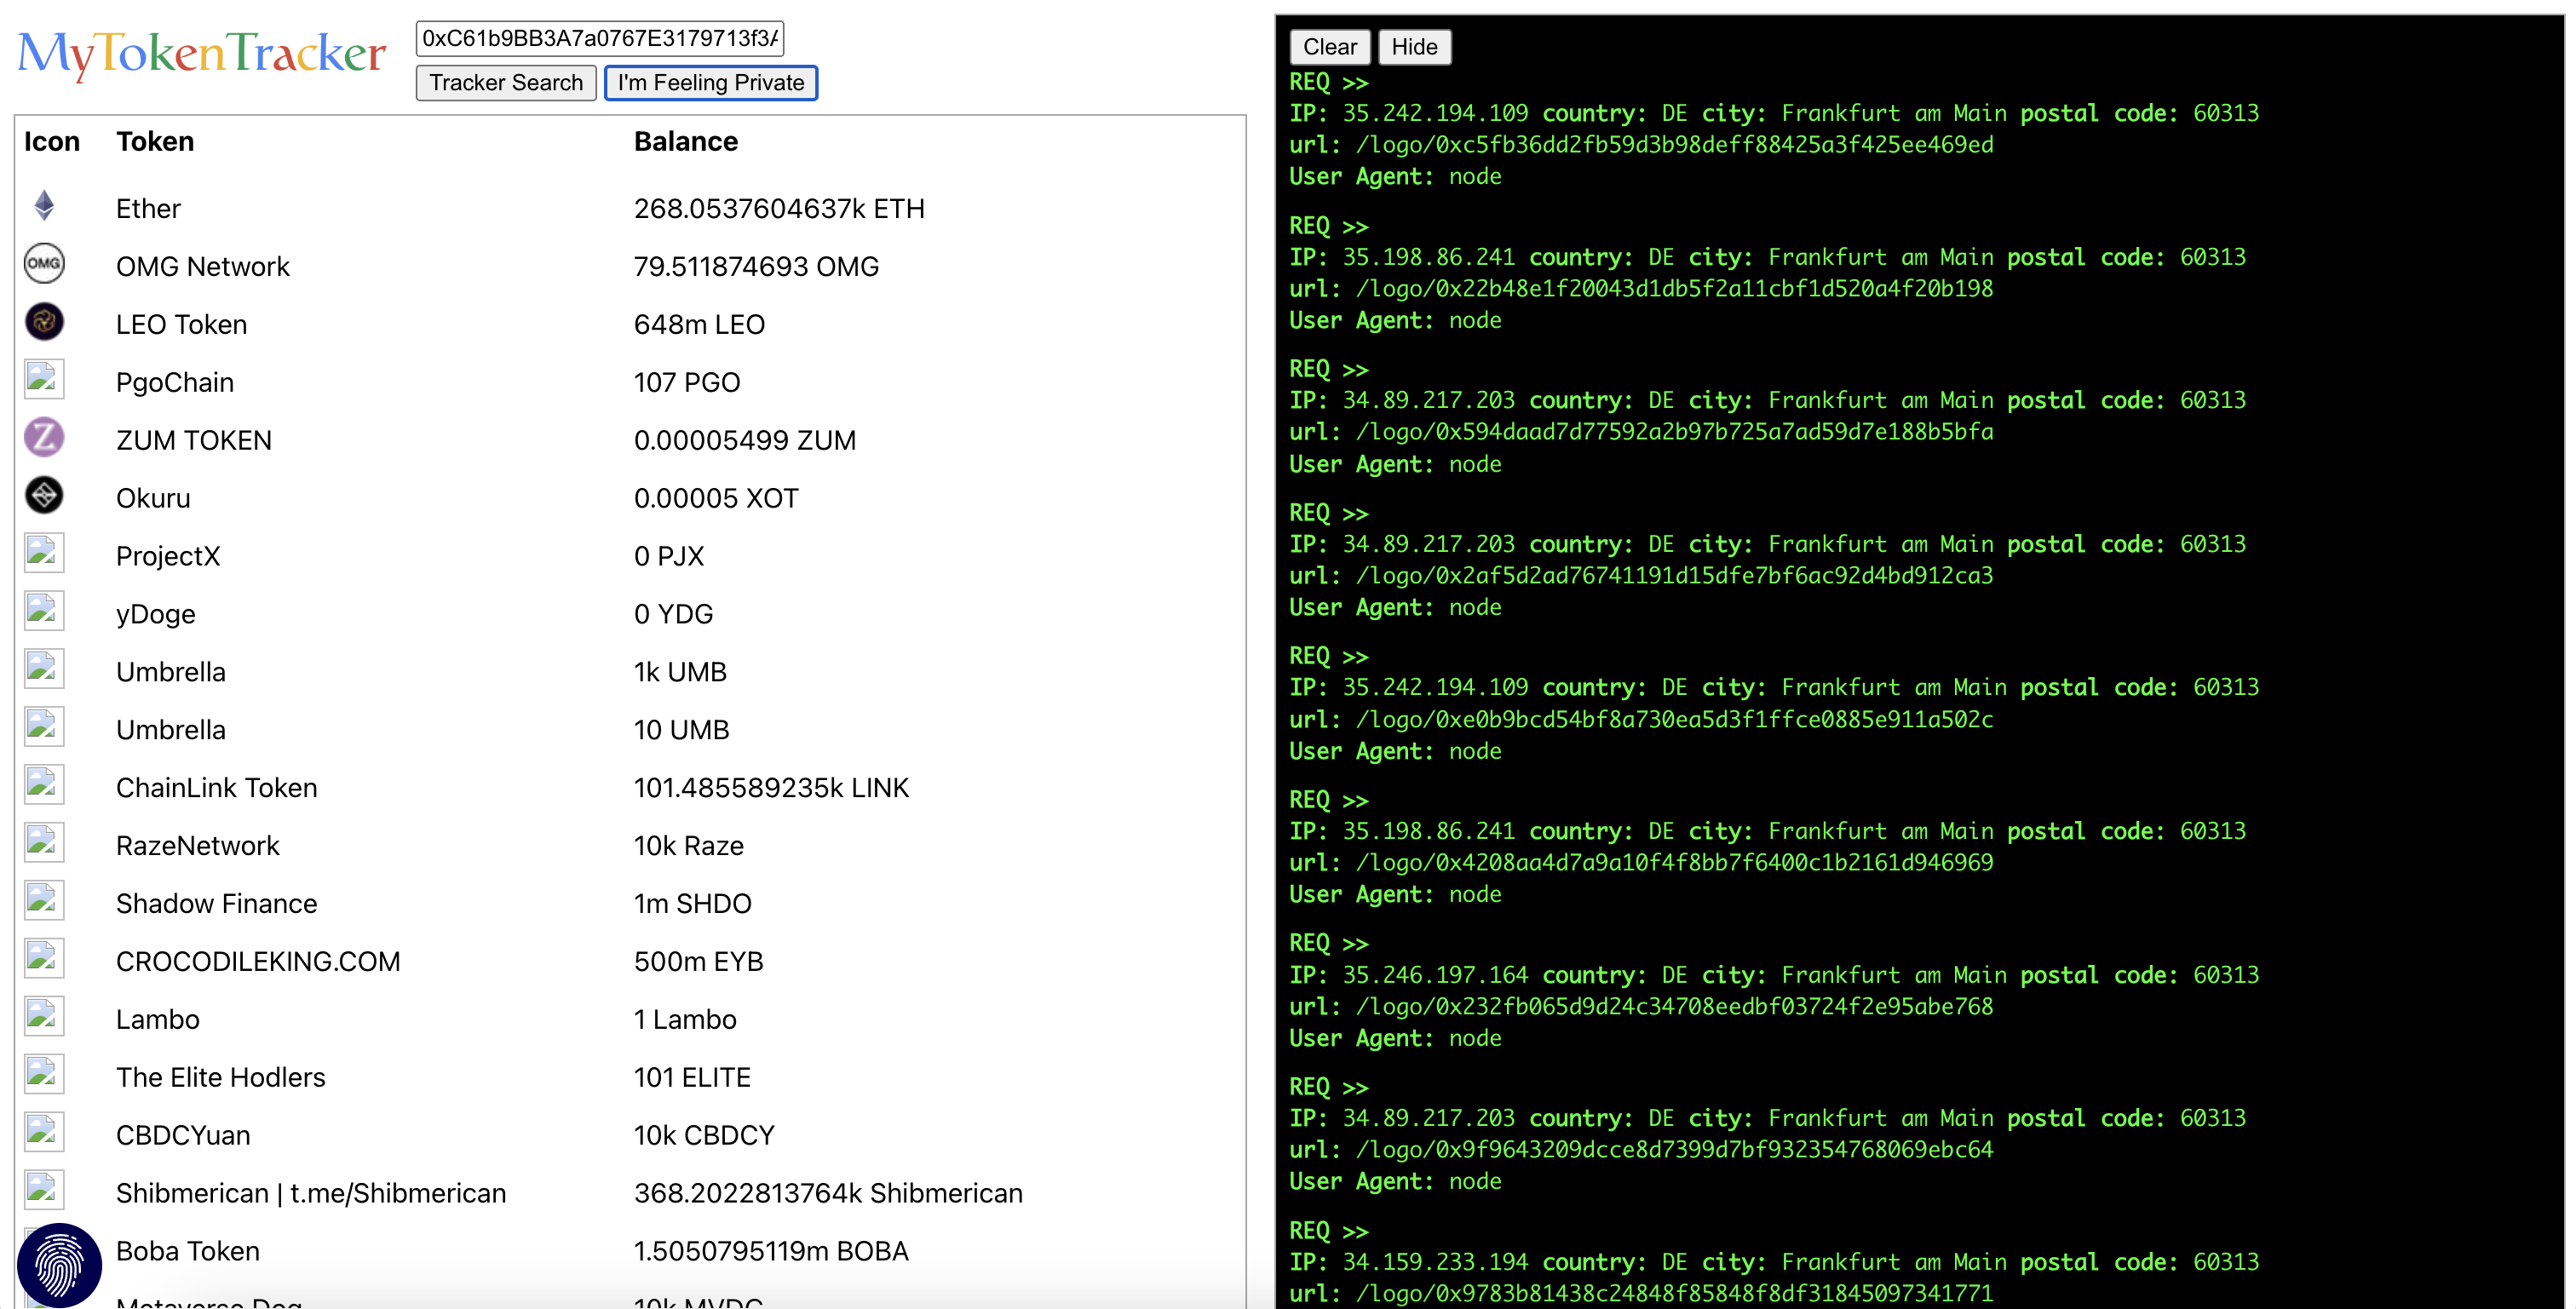 MyTokenTracker
0xC61b9BB3A7a0767E3179713f3A
Tracker Search I'm Feeling Private
Icon Token Balance
Ether 268.0537604637k ETH
OMG
OMG Network 79.511874693 OMG
LEO Token 648m LEO
PgoChain 107 PGO
Z
ZUM TOKEN 0.00005499 ZUM
Okuru 0.00005 XOT
ProjectX 0 PJX
yDoge 0 YDG
Umbrella 1k UMB
Umbrella 10 UMB
ChainLink Token 101.485589235k LINK
RazeNetwork 10k Raze
Shadow Finance 1m SHDO
CROCODILEKING.COM 500m EYB
Lambo 1 Lambo
The Elite Hodlers 101 ELITE
CBDCYuan 10k CBDCY
Shibmerican | t.me/Shibmerican 368.2022813764k Shibmerican
Boba Token 1.5050795119m BOBA
Metaverse Dog 10k MVDG
Clear Hide
REQ >>
IP: 35.242.194.109 country: DE city: Frankfurt am Main postal code: 60313
url: /logo/0xc5fb36dd2fb59d3b98deff88425a3f425ee469ed
User Agent: node
REQ >>
IP: 35.198.86.241 country: DE city: Frankfurt am Main postal code: 60313
url: /logo/0x22b48e1f20043d1db5f2a11cbf1d520a4f20b198
User Agent: node
REQ >>
IP: 34.89.217.203 country: DE city: Frankfurt am Main postal code: 60313
url: /logo/0x594daad7d77592a2b97b725a7ad59d7e188b5bfa
User Agent: node
REQ >>
IP: 34.89.217.203 country: DE city: Frankfurt am Main postal code: 60313
url: /logo/0x2af5d2ad76741191d15dfe7bf6ac92d4bd912ca3
User Agent: node
REQ >>
IP: 35.242.194.109 country: DE city: Frankfurt am Main postal code: 60313
url: /logo/0xe0b9bcd54bf8a730ea5d3f1ffce0885e911a502c
User Agent: node
REQ >>
IP: 35.198.86.241 country: DE city: Frankfurt am Main postal code: 60313
url: /logo/0x4208aa4d7a9a10f4f8bb7f6400c1b2161d946969
User Agent: node
REQ >>
IP: 35.246.197.164 country: DE city: Frankfurt am Main postal code: 60313
url: /logo/0x232fb065d9d24c34708eedbf03724f2e95abe768
User Agent: node
REQ >>
IP: 34.89.217.203 country: DE city: Frankfurt am Main postal code: 60313
url: /logo/0x9f9643209dcce8d7399d7bf932354768069ebc64
User Agent: node
REQ >>
IP: 34.159.233.194 country: DE city: Frankfurt am Main postal code: 60313
url: /logo/0x9783b81438c24848f85848f8df31845097341771